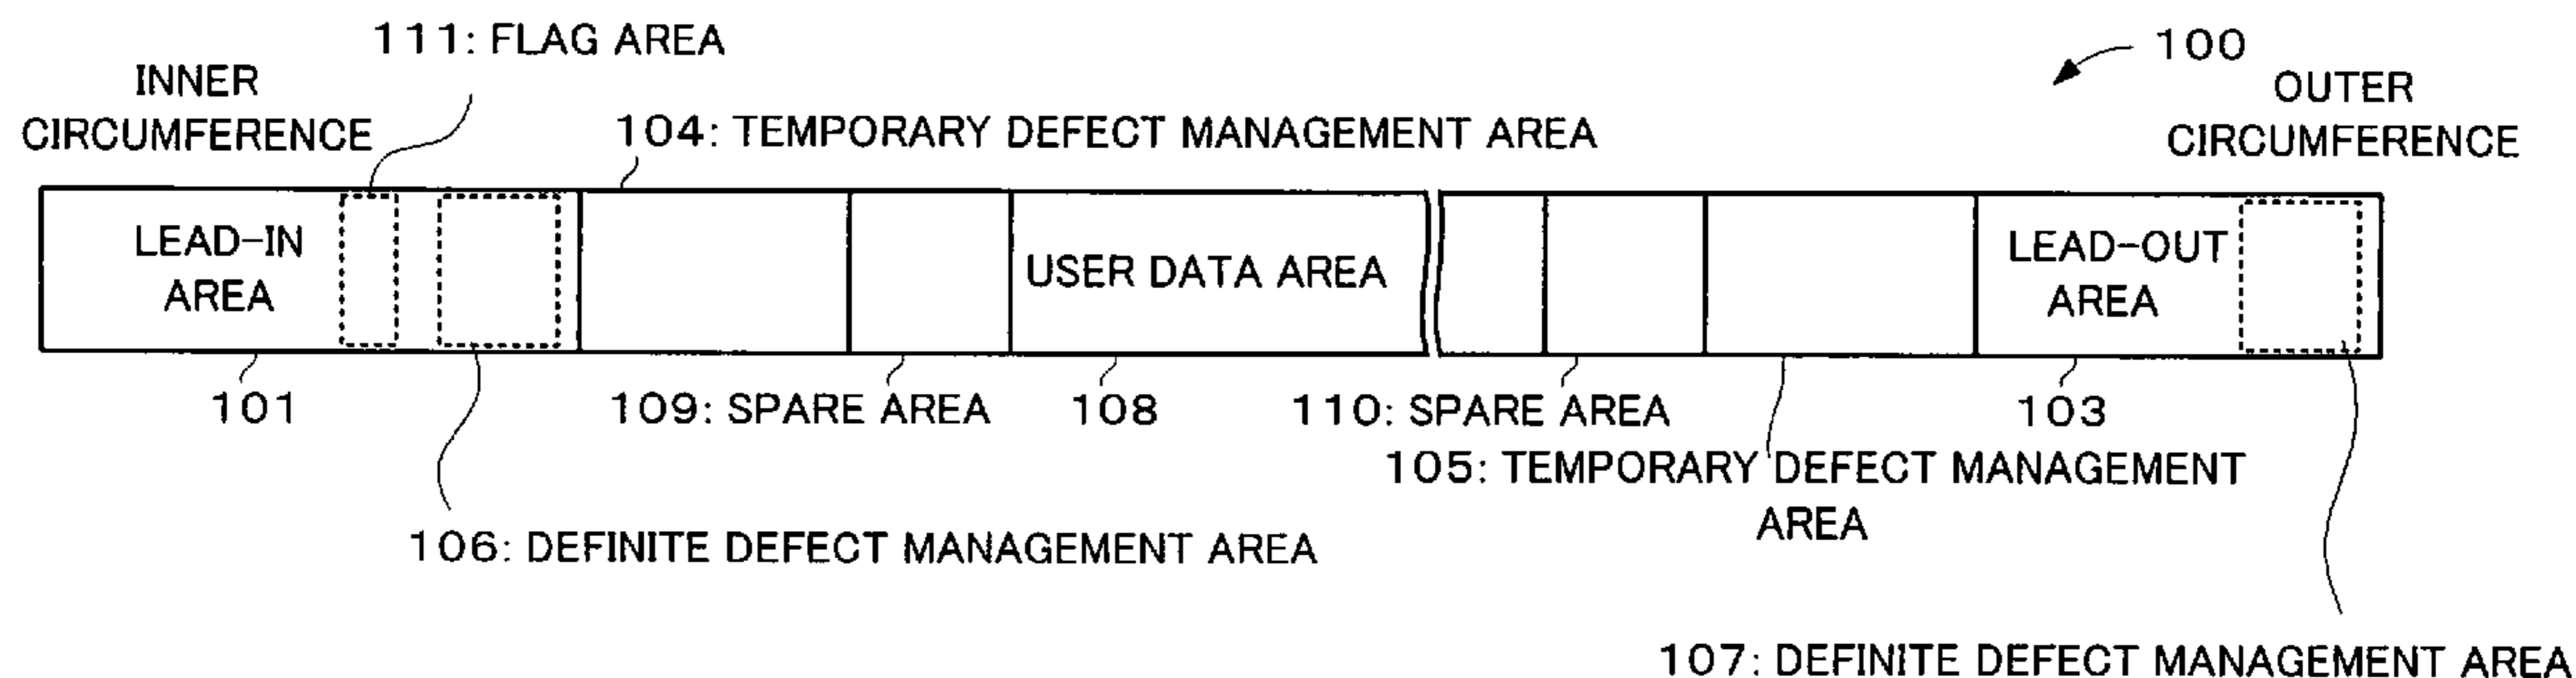 111: FLAG AREA
INNER
CIRCUMFERENCE
104: TEMPORARY DEFECT MANAGEMENT AREA
100
OUTER
CIRCUMFERENCE
LEAD-IN
AREA
USER DATA AREA
LEAD-OUT
AREA
101
109: SPARE AREA
108
110: SPARE AREA
103
105: TEMPORARY DEFECT MANAGEMENT
AREA
106: DEFINITE DEFECT MANAGEMENT AREA
107: DEFINITE DEFECT MANAGEMENT AREA